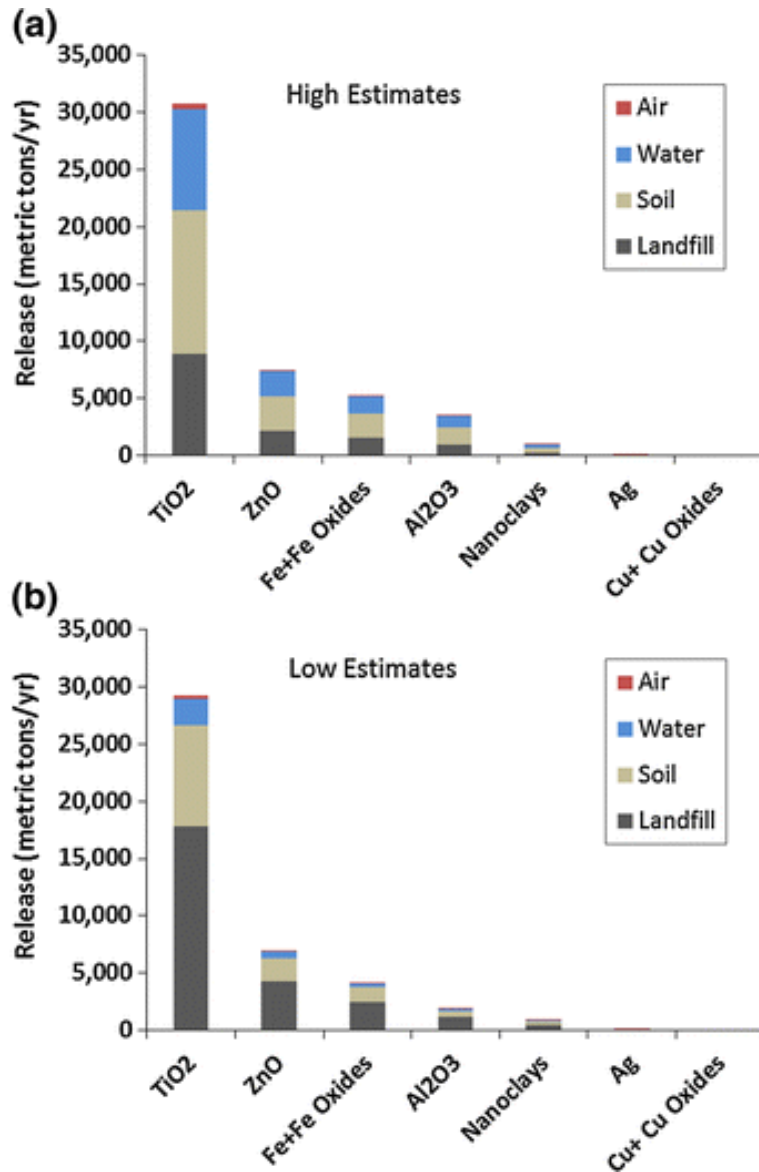 (a)
35,000
30,000
25,000
20,000
15,000
10,000
5,000
0
Release (metric tons/yr)
High Estimates
Air
Water
Soil
Landfill
TiO2
ZnO
Fe+Fe Oxides
Al2O3
Nanoclays
Ag
Cu+ Cu Oxides
(b)
35,000
30,000
25,000
20,000
15,000
10,000
5,000
0
Release (metric tons/yr)
Low Estimates
Air
Water
Soil
Landfill
TiO2
ZnO
Fe+Fe Oxides
Al2O3
Nanoclays
Ag
Cu+ Cu Oxides